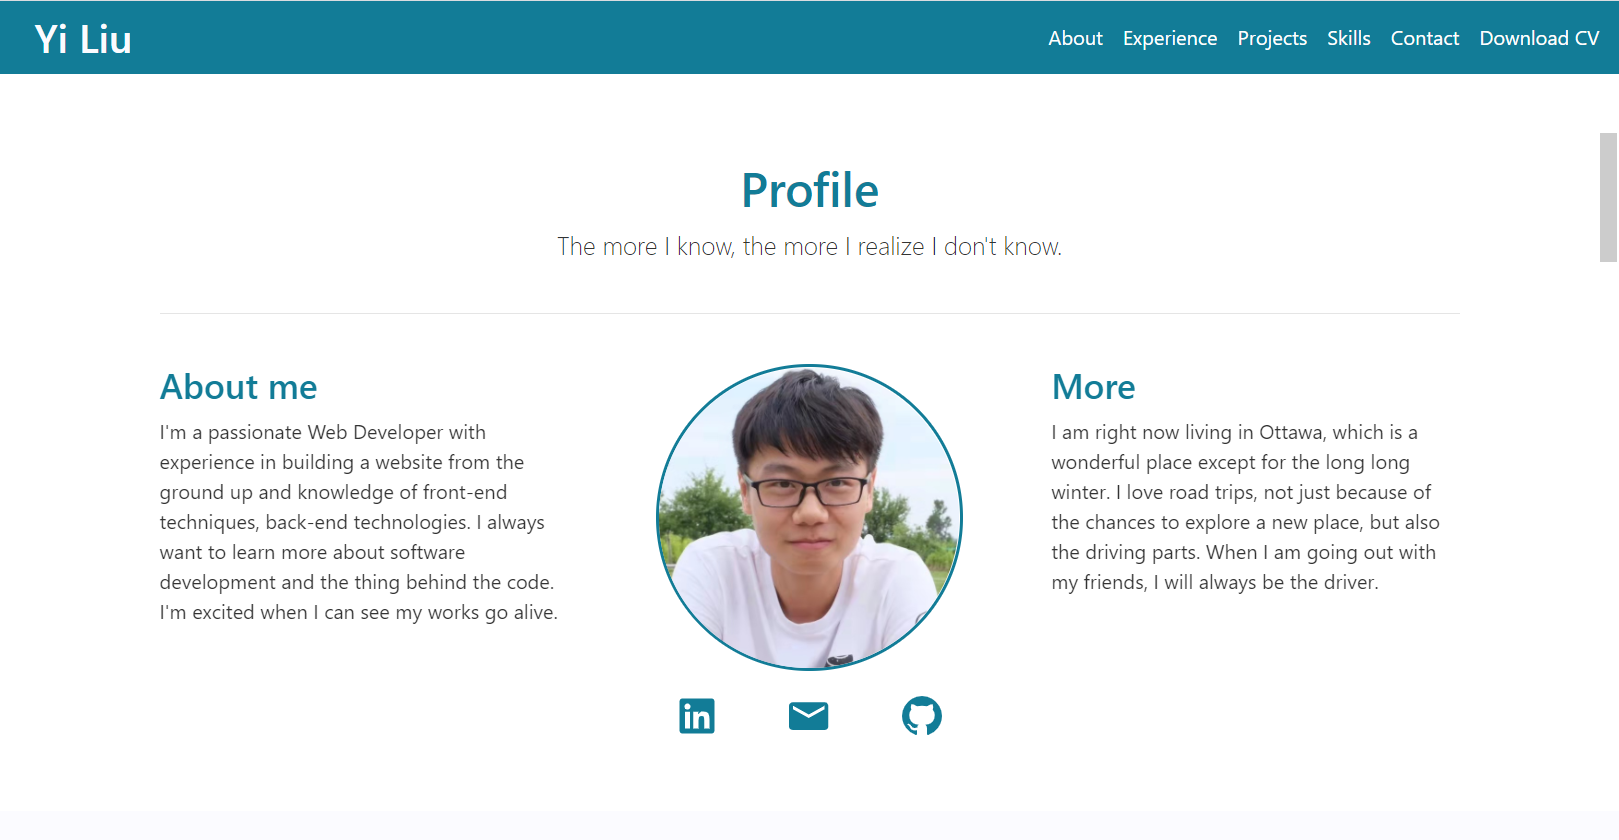 Yi Liu
About Experience Projects Skills Contact Download CV
Profile
The more I know, the more I realize I don't know.
About me
I'm a passionate Web Developer with
experience in building a website from the
ground up and knowledge of front-end
techniques, back-end technologies. I always
want to learn more about software
development and the thing behind the code.
I'm excited when I can see my works go alive.
More
I am right now living in Ottawa, which is a
wonderful place except for the long long
winter. I love road trips, not just because of
the chances to explore a new place, but also
the driving parts. When I am going out with
my friends, I will always be the driver.
in